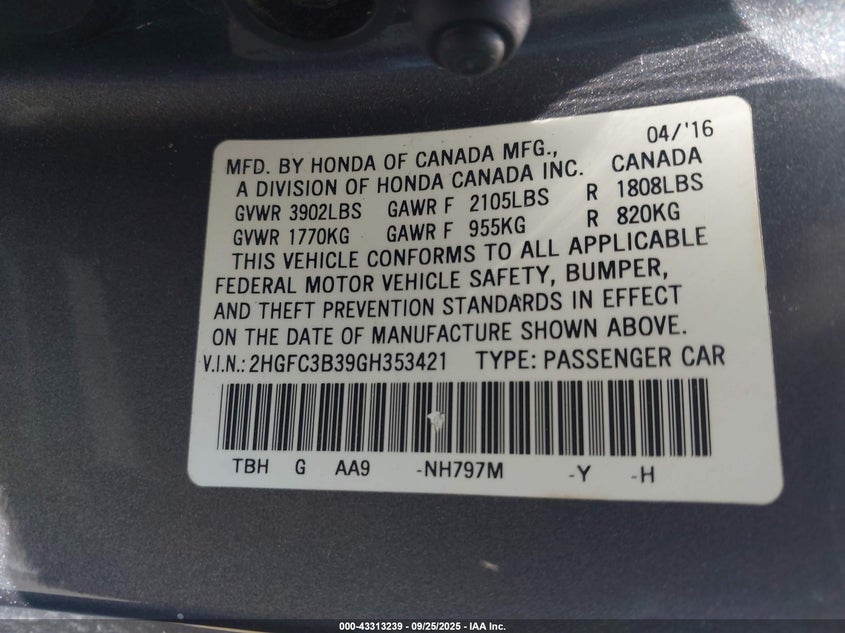 04/'16
MFD. BY HONDA OF CANADA MFG.,
A DIVISION OF HONDA CANADA INC. CANADA
GVWR 3902LBS GAWR F 2105LBS R 1808LBS
GVWR 1770KG GAWR F 955KG R 820KG
THIS VEHICLE CONFORMS TO ALL APPLICABLE
FEDERAL MOTOR VEHICLE SAFETY, BUMPER,
AND THEFT PREVENTION STANDARDS IN EFFECT
ON THE DATE OF MANUFACTURE SHOWN ABOVE.
V.I.N.: 2HGFC3B39GH353421 TYPE: PASSENGER CAR
TBH G AA9 -NH797M -Y -H
000-43313239 - 09/25/2025 - IAA Inc.